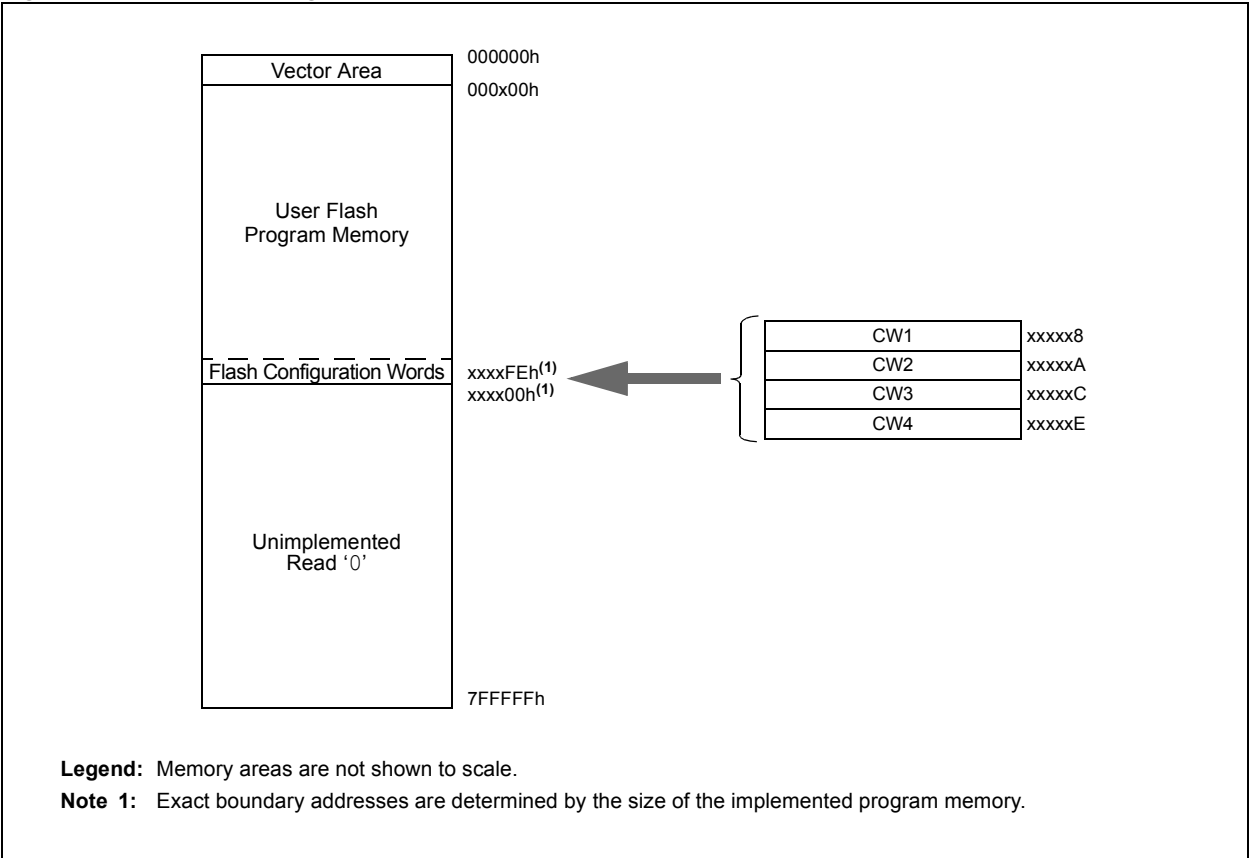 Vector Area
000000h
000x00h
User Flash
Program Memory
CW1 xxxxx8
CW2 xxxxxA
CW3 xxxxxC
CW4 xxxxxE
Flash Configuration Words xxxxFEh(1)
xxxx00h(1)
Unimplemented
Read ‘0’
7FFFFFh
Legend: Memory areas are not shown to scale.
Note 1: Exact boundary addresses are determined by the size of the implemented program memory.